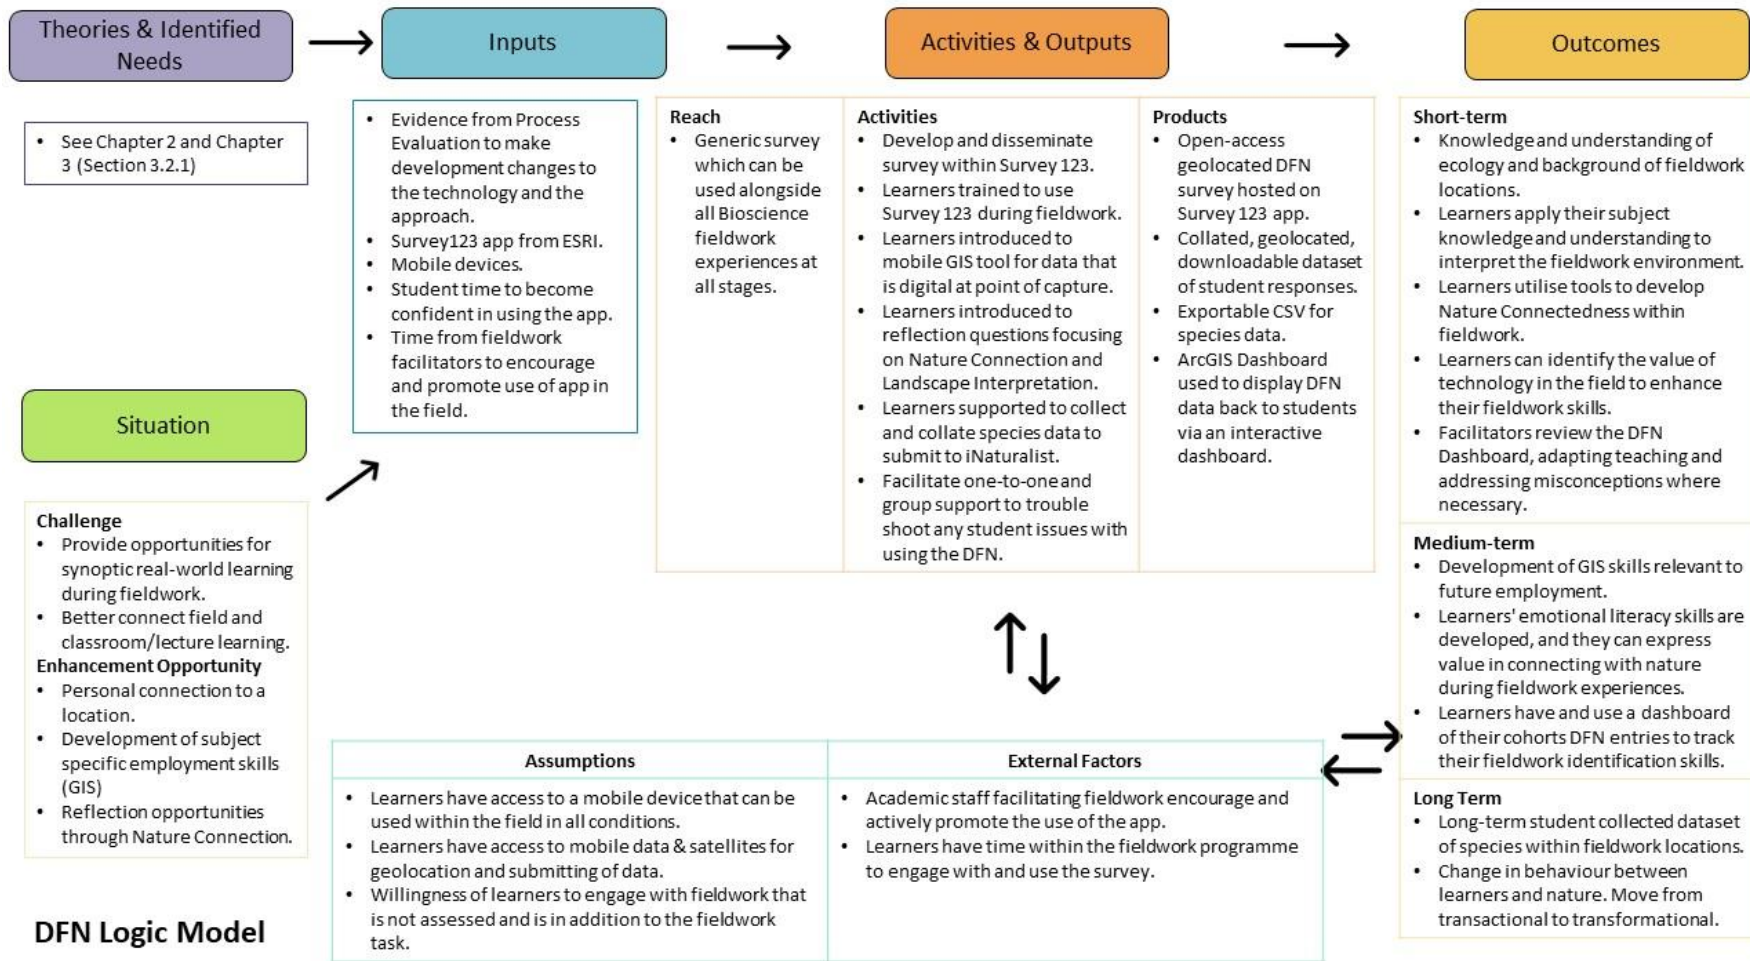 Theories & Identified
Needs
Inputs
Activities & Outputs
Outcomes
• See Chapter 2 and Chapter
3 (Section 3.2.1)
Situation
Challenge
• Provide opportunities for
synoptic real-world learning
during fieldwork.
• Better connect field and
classroom/lecture learning.
Enhancement Opportunity
• Personal connection to a
location.
• Development of subject
specific employment skills
(GIS)
• Reflection opportunities
through Nature Connection.
• Evidence from Process
Evaluation to make
development changes to
the technology and the
approach.
• Survey123 app from ESRI.
• Mobile devices.
• Student time to become
confident in using the app.
• Time from fieldwork
facilitators to encourage
and promote use of app in
the field.
Reach
• Generic survey
which can be
used alongside
all Bioscience
fieldwork
experiences at
all stages.
Activities
• Develop and disseminate
survey within Survey 123.
• Learners trained to use
Survey 123 during fieldwork.
• Learners introduced to
mobile GIS tool for data that
is digital at point of capture.
• Learners introduced to
reflection questions focusing
on Nature Connection and
Landscape Interpretation.
• Learners supported to collect
and collate species data to
submit to iNaturalist.
• Facilitate one-to-one and
group support to trouble
shoot any student issues with
using the DFN.
Products
• Open-access
geolocated DFN
survey hosted on
Survey 123 app.
• Collated, geolocated,
downloadable dataset
of student responses.
• Exportable CSV for
species data.
• ArcGIS Dashboard
used to display DFN
data back to students
via an interactive
dashboard.
Short-term
• Knowledge and understanding of
ecology and background of fieldwork
locations.
• Learners apply their subject
knowledge and understanding to
interpret the fieldwork environment.
• Learners utilise tools to develop
Nature Connectedness within
fieldwork.
• Learners can identify the value of
technology in the field to enhance
their fieldwork skills.
• Facilitators review the DFN
Dashboard, adapting teaching and
addressing misconceptions where
necessary.
Medium-term
• Development of GIS skills relevant to
future employment.
• Learners' emotional literacy skills are
developed, and they can express
value in connecting with nature
during fieldwork experiences.
• Learners have and use a dashboard
of their cohorts DFN entries to track
their fieldwork identification skills.
Long Term
• Long-term student collected dataset
of species within fieldwork locations.
• Change in behaviour between
learners and nature. Move from
transactional to transformational.
Assumptions
• Learners have access to a mobile device that can be
used within the field in all conditions.
• Learners have access to mobile data & satellites for
geolocation and submitting of data.
• Willingness of learners to engage with fieldwork that
is not assessed and is in addition to the fieldwork
task.
External Factors
• Academic staff facilitating fieldwork encourage and
actively promote the use of the app.
• Learners have time within the fieldwork programme
to engage with and use the survey.
DFN Logic Model